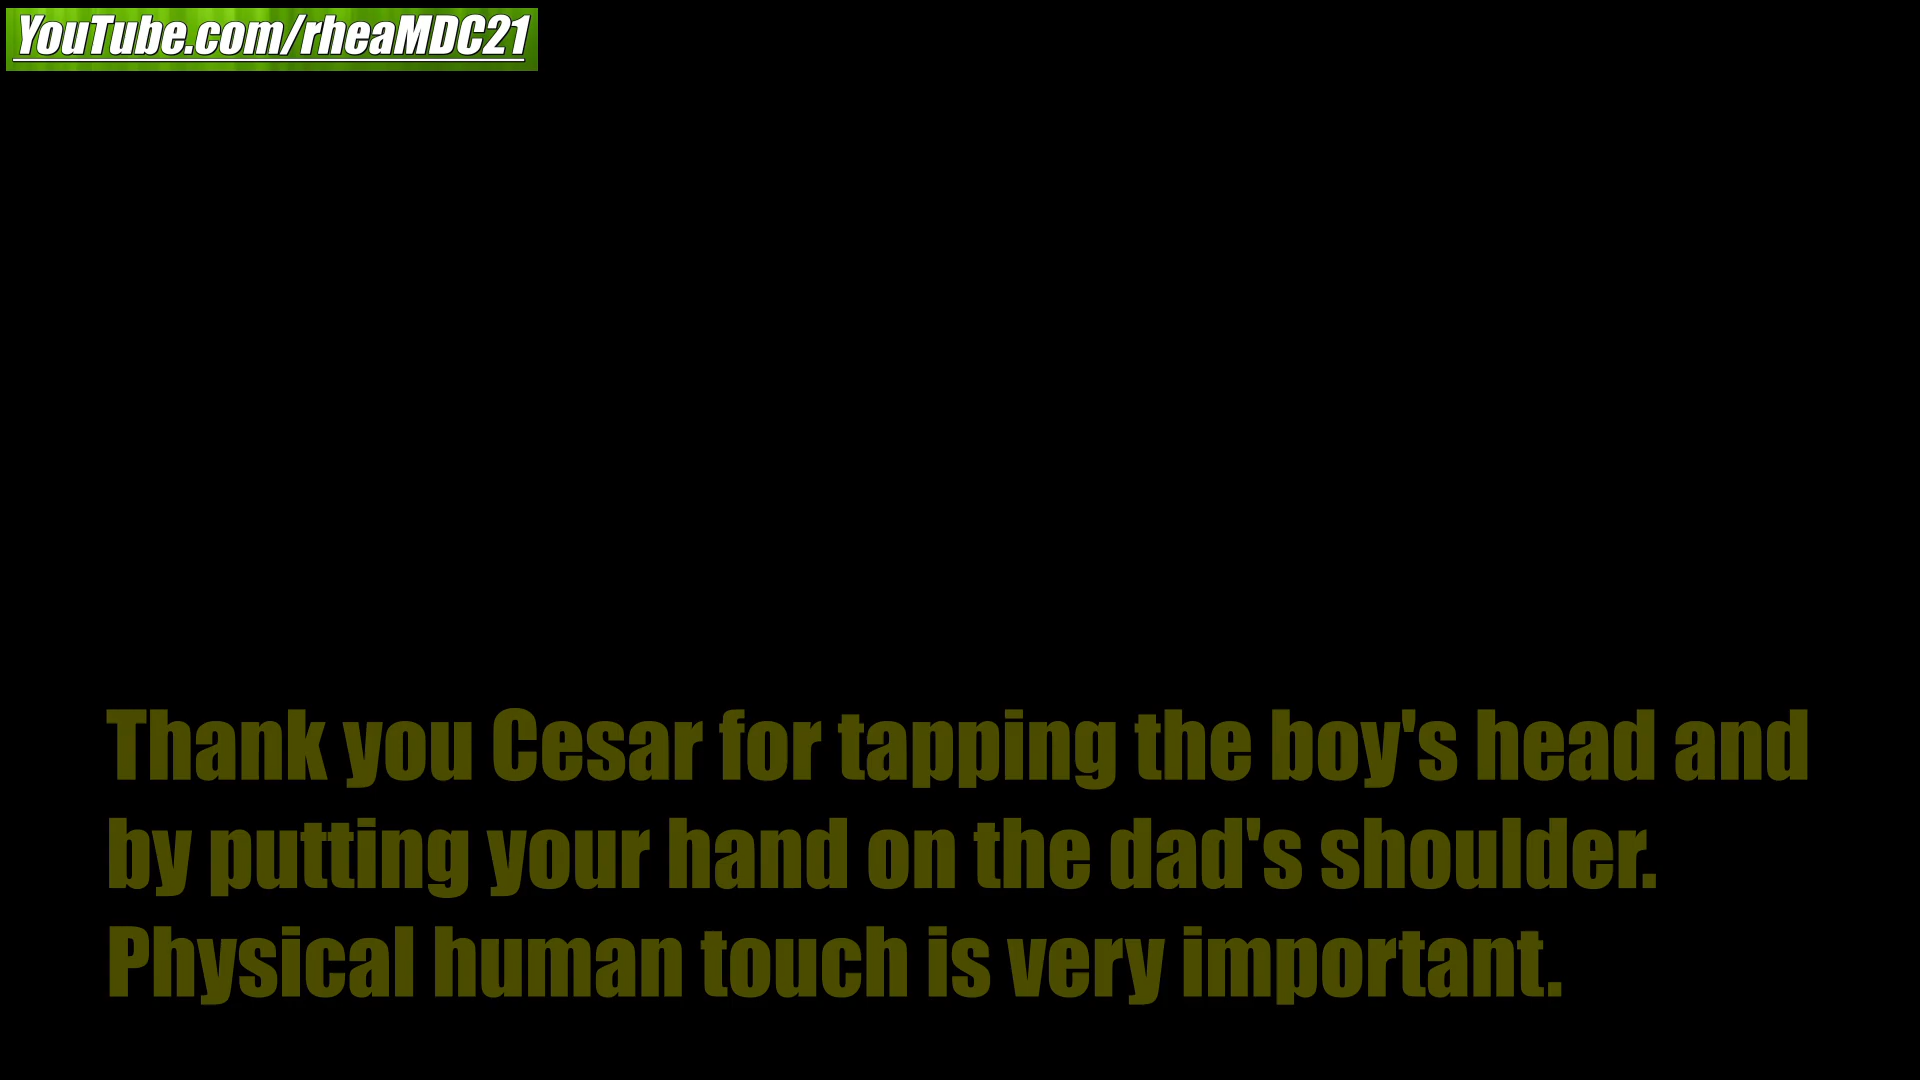 YouTube.com/rheaMDC21
Thank you Cesar for tapping the boy's head and
by putting your hand on the dad's shoulder.
Physical human touch is very important.